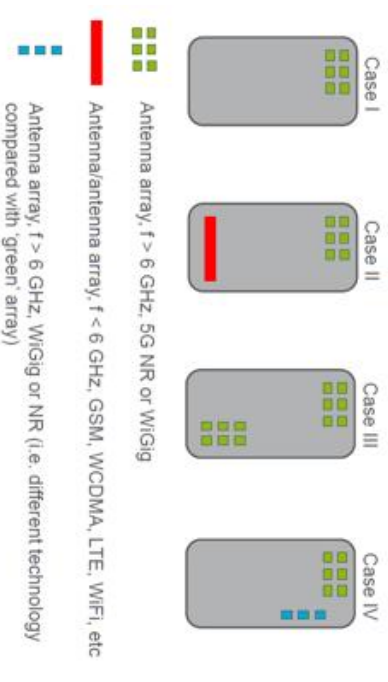 Case I
Case II
Case III
Case IV
Antenna array, f > 6 GHz, 5G NR or WiGig
Antenna/antenna array, f < 6 GHz, GSM, WCDMA, LTE, WiFi, etc
Antenna array, f > 6 GHz, WiGig or NR (i.e. different technology
compared with 'green' array)